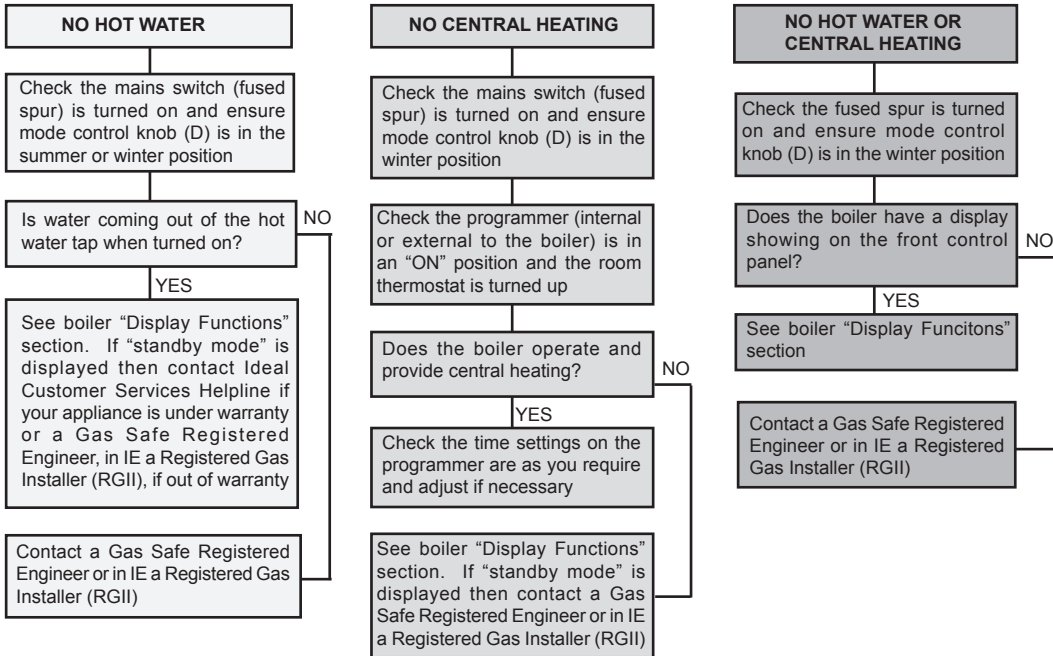 NO HOT WATER
Check the mains switch (fused
spur) is turned on and ensure
mode control knob (D) is in the
summer or winter position
Is water coming out of the hot
water tap when turned on?
NO
YES
See boiler “Display Functions”
section. If “standby mode” is
displayed then contact Ideal
Customer Services Helpline if
your appliance is under warranty
or a Gas Safe Registered
Engineer, in IE a Registered Gas
Installer (RGII), if out of warranty
Contact a Gas Safe Registered
Engineer or in IE a Registered Gas
Installer (RGII)
NO CENTRAL HEATING
Check the mains switch (fused
spur) is turned on and ensure
mode control knob (D) is in the
winter position
Check the programmer (internal
or external to the boiler) is in
an “ON” position and the room
thermostat is turned up
Does the boiler operate and
provide central heating?
NO
YES
Check the time settings on the
programmer are as you require
and adjust if necessary
See boiler “Display Functions”
section. If “standby mode” is
displayed then contact a Gas
Safe Registered Engineer or in IE
a Registered Gas Installer (RGII)
NO HOT WATER OR
CENTRAL HEATING
Check the fused spur is turned
on and ensure mode control
knob (D) is in the winter position
Does the boiler have a display
showing on the front control
panel?
NO
YES
See boiler “Display Funcitons”
section
Contact a Gas Safe Registered
Engineer or in IE a Registered
Gas Installer (RGII)